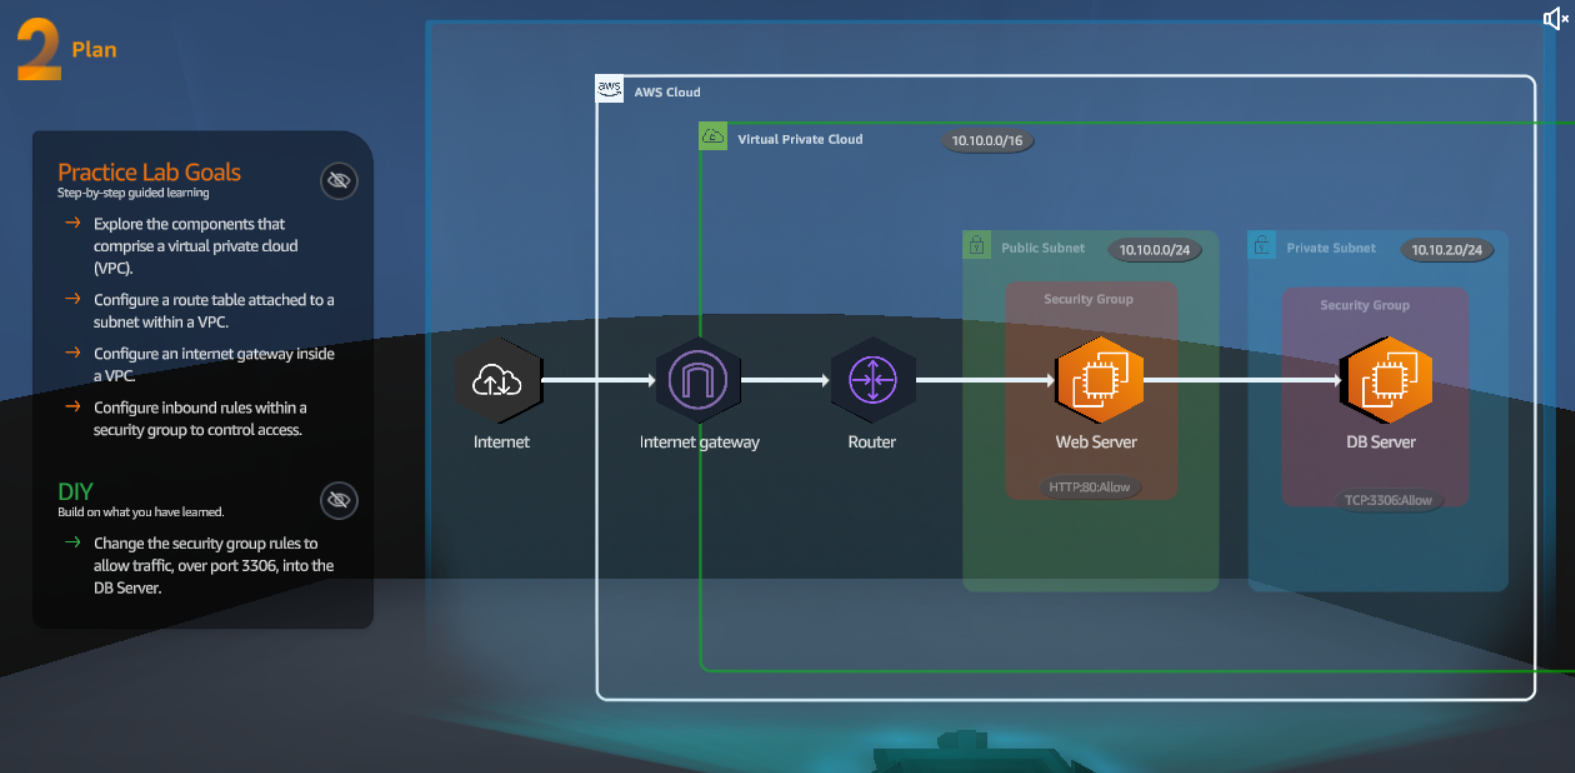 2 Plan
Practice Lab Goals
Step-by-step guided learning
Explore the components that
comprise a virtual private cloud
(VPC).
Configure a route table attached to a
subnet within a VPC.
Configure an internet gateway inside
a VPC.
Configure inbound rules within a
security group to control access.
DIY
Build on what you have learned.
Change the security group rules to
allow traffic, over port 3306, into the
DB Server.
aws
AWS Cloud
Virtual Private Cloud
10.10.0.0/16
Public Subnet
10.10.0.0/24
Private Subnet
10.10.2.0/24
Security Group
Security Group
Internet
Internet gateway
Router
Web Server
DB Server
HTTP:80:Allow
TCP:3306:Allow